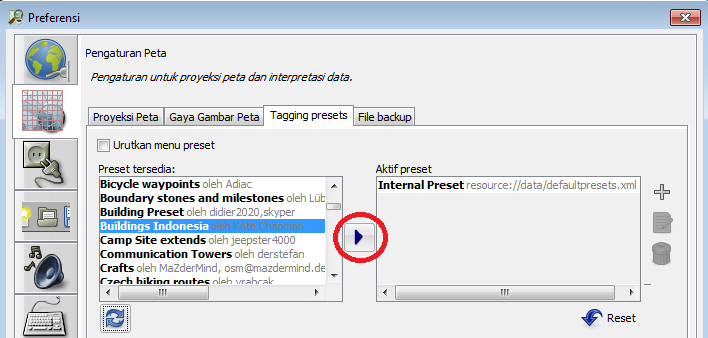 Preferensi
Pengaturan Peta
Pengaturan untuk proyeksi peta dan interpretasi data.
Proyeksi Peta Gaya Gambar Peta Tagging presets File backup
Urutkan menu preset
Preset tersedia:
Bicycle waypoints oleh Adiac
Boundary stones and milestones oleh Lüb
Building Preset oleh didier2020,skyper
Buildings Indonesia oleh Kate Chapman
Camp Site extends oleh jeepster4000
Communication Towers oleh derstefan
Crafts oleh MaZderMind, osm@mazdermind.de
Czech hiking routes oleh vrabcak
Aktif preset
Internal Preset resource://data/defaultpresets.xml
Reset